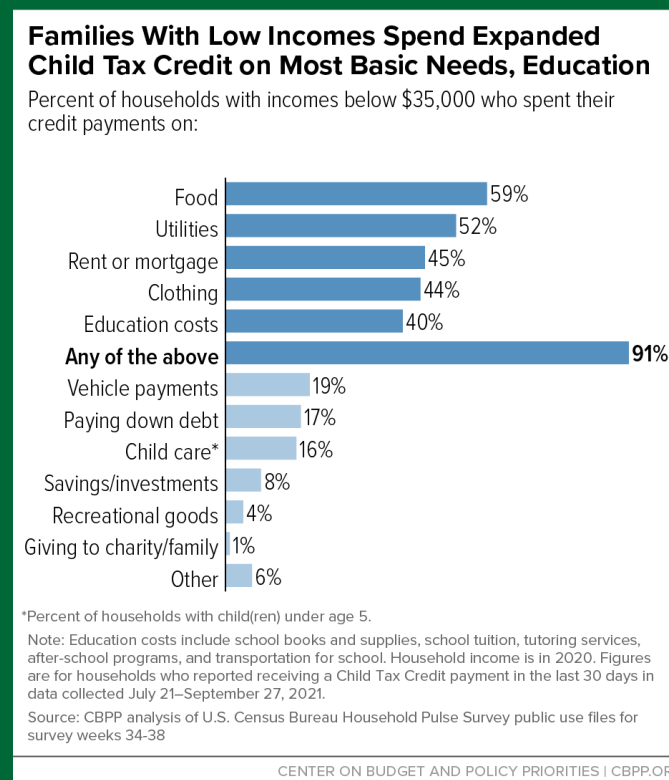 Families With Low Incomes Spend Expanded
Child Tax Credit on Most Basic Needs, Education
Percent of households with incomes below $35,000 who spent their
credit payments on:
Food 59%
Utilities 52%
Rent or mortgage 45%
Clothing 44%
Education costs 40%
Any of the above 91%
Vehicle payments 19%
Paying down debt 17%
Child care* 16%
Savings/investments 8%
Recreational goods 4%
Giving to charity/family 1%
Other 6%
*Percent of households with child(ren) under age 5.
Note: Education costs include school books and supplies, school tuition, tutoring services,
after-school programs, and transportation for school. Household income is in 2020. Figures
are for households who reported receiving a Child Tax Credit payment in the last 30 days in
data collected July 21–September 27, 2021.
Source: CBPP analysis of U.S. Census Bureau Household Pulse Survey public use files for
survey weeks 34-38
CENTER ON BUDGET AND POLICY PRIORITIES | CBPP.OR